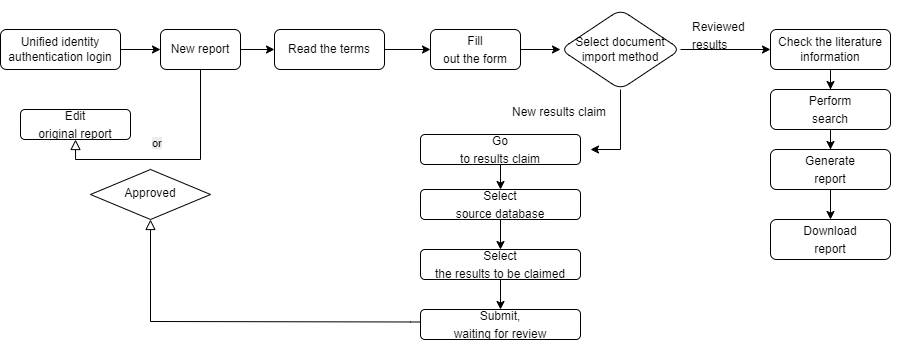 Unified identity
authentication login
New report
Read the terms
Fill
out the form
Select document
import method
Reviewed
results
Check the literature
information
Edit
original report
or
New results claim
Perform
search
Go
to results claim
Generate
report
Approved
Select
source database
Download
report
Select
the results to be claimed
Submit,
waiting for review